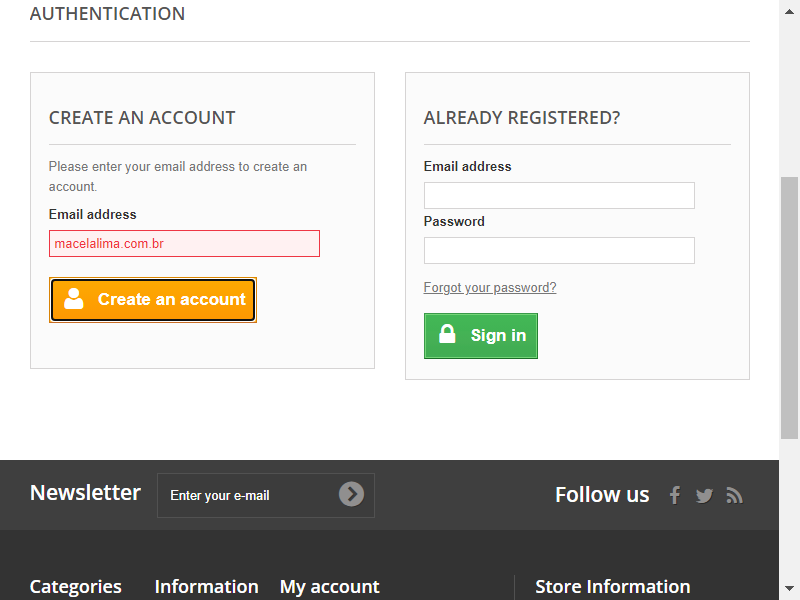 AUTHENTICATION
CREATE AN ACCOUNT
Please enter your email address to create an
account.
Email address
macelalima.com.br
Create an account
ALREADY REGISTERED?
Email address
Password
Forgot your password?
Sign in
Newsletter
Enter your e-mail
Follow us
Categories
Information
My account
Store Information